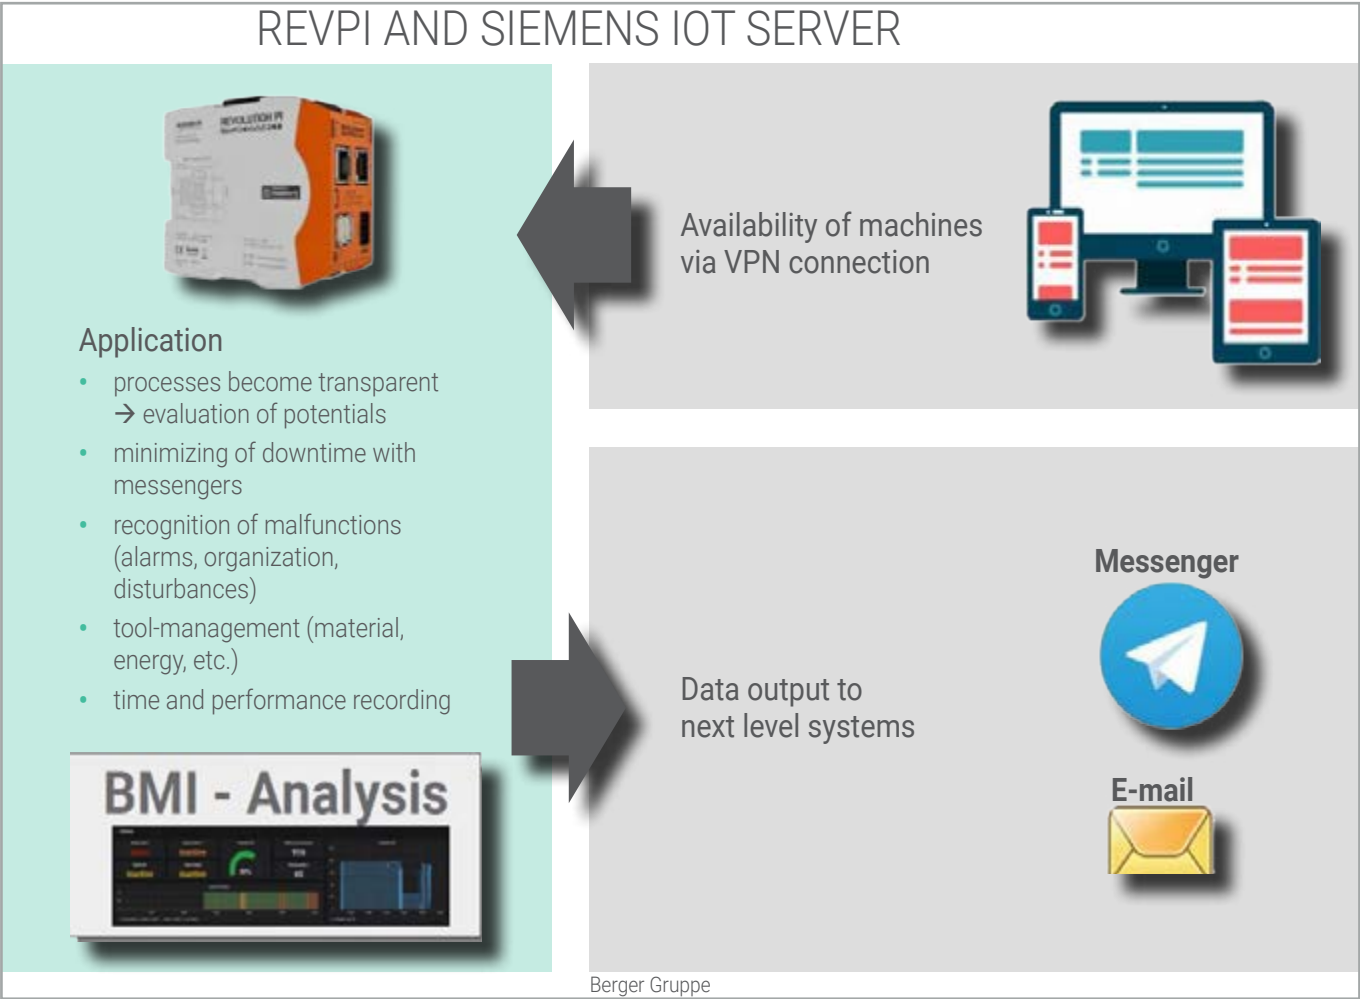 REVPI AND SIEMENS IOT SERVER
REVOLUTION PI
Availability of machines
via VPN connection
Application
• processes become transparent
→ evaluation of potentials
• minimizing of downtime with
messengers
• recognition of malfunctions
(alarms, organization,
disturbances)
• tool-management (material,
energy, etc.)
• time and performance recording
Data output to
next level systems
Messenger
E-mail
BMI - Analysis
Berger Gruppe